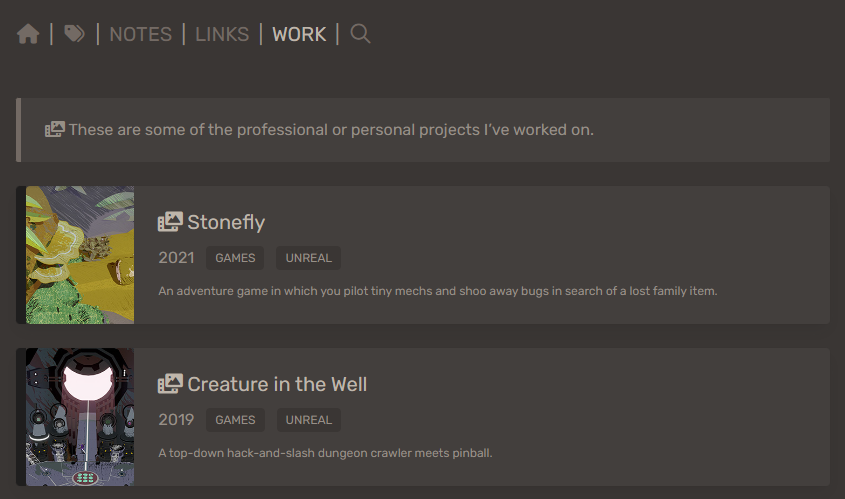 NOTES | LINKS | WORK
These are some of the professional or personal projects I've worked on.
Stonefly
2021 GAMES UNREAL
An adventure game in which you pilot tiny mechs and shoo away bugs in search of a lost family item.
Creature in the Well
2019 GAMES UNREAL
A top-down hack-and-slash dungeon crawler meets pinball.